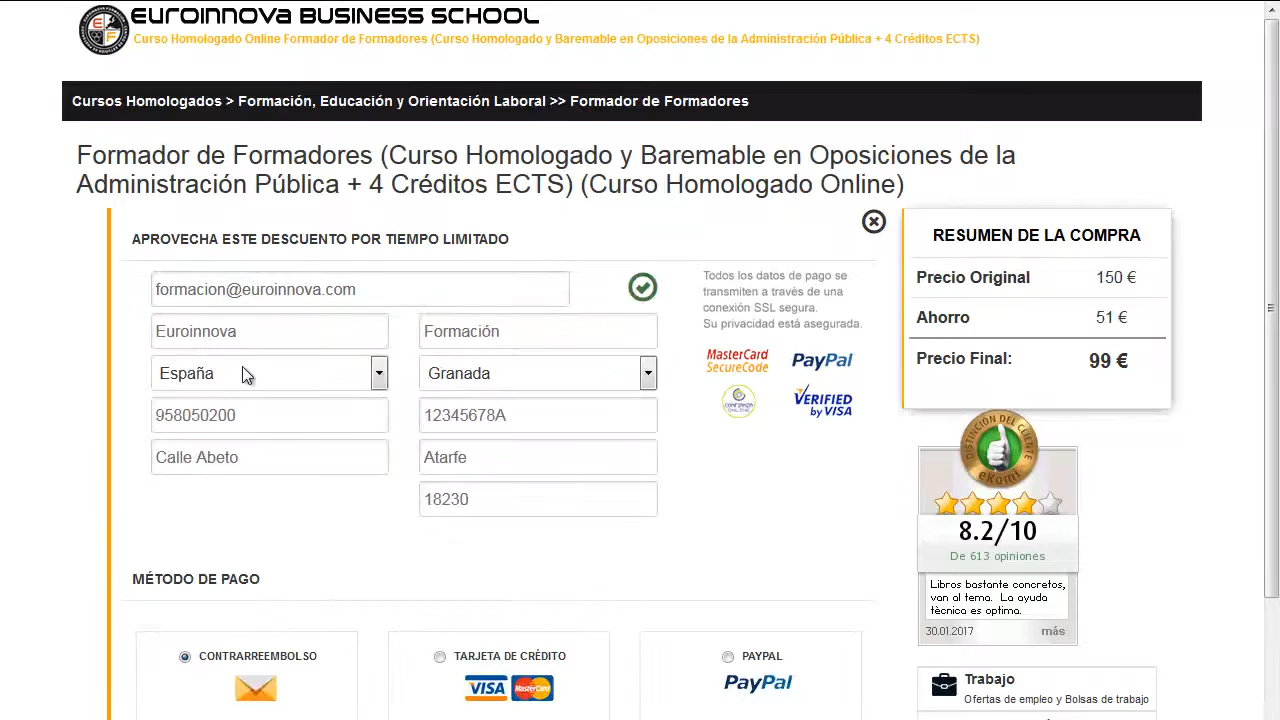 EUROINNOVA BUSINESS SCHOOL
Curso Homologado Online Formador de Formadores (Curso Homologado y Baremable en Oposiciones de la Administración Pública + 4 Créditos ECTS)
Cursos Homologados > Formación, Educación y Orientación Laboral >> Formador de Formadores
Formador de Formadores (Curso Homologado y Baremable en Oposiciones de la
Administración Pública + 4 Créditos ECTS) (Curso Homologado Online)
APROVECHA ESTE DESCUENTO POR TIEMPO LIMITADO
formacion@euroinnova.com
Euroinnova
Formación
España
Granada
958050200
12345678A
Calle Abeto
Atarfe
18230
Todos los datos de pago se
transmiten a través de una
conexión SSL segura.
Su privacidad está asegurada.
MasterCard
SecureCode
PayPal
CONFIANZA
ONLINE
VERIFIED
by VISA
RESUMEN DE LA COMPRA
Precio Original 150 €
Ahorro 51 €
Precio Final: 99 €
DISTINCIÓN DEL CLIENTE
eKomi
8.2/10
De 613 opiniones
Libros bastante concretos,
van al tema. La ayuda
tècnica es optima.
30.01.2017 más
Trabajo
Ofertas de empleo y Bolsas de trabajo
MÉTODO DE PAGO
CONTRARREEMBOLSO
TARJETA DE CRÉDITO
VISA
MasterCard
PAYPAL
PayPal